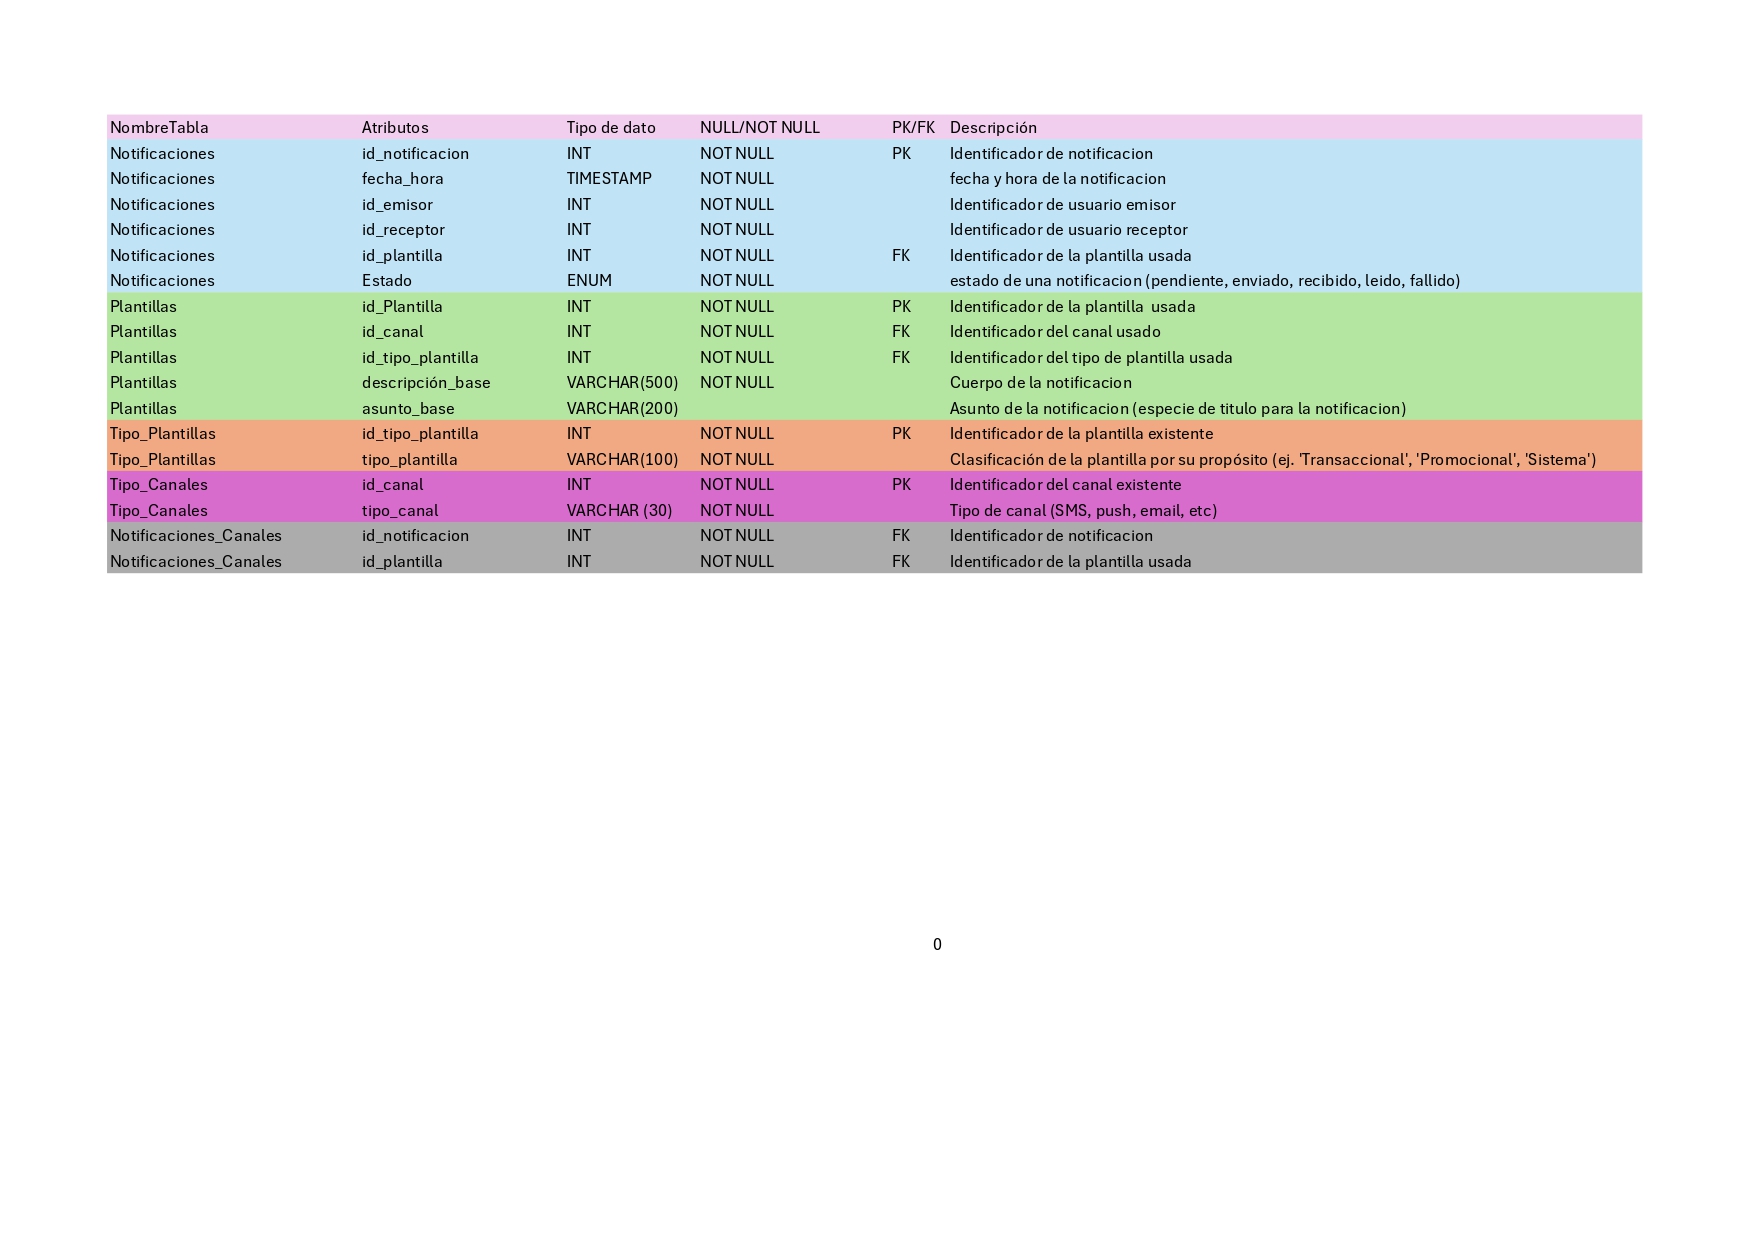 NombreTabla Atributos Tipo de dato NULL/NOT NULL PK/FK Descripción
Notificaciones id_notificacion INT NOT NULL PK Identificador de notificacion
Notificaciones fecha_hora TIMESTAMP NOT NULL fecha y hora de la notificacion
Notificaciones id_emisor INT NOT NULL Identificador de usuario emisor
Notificaciones id_receptor INT NOT NULL Identificador de usuario receptor
Notificaciones id_plantilla INT NOT NULL FK Identificador de la plantilla usada
Notificaciones Estado ENUM NOT NULL estado de una notificacion (pendiente, enviado, recibido, leido, fallido)
Plantillas id_Plantilla INT NOT NULL PK Identificador de la plantilla usada
Plantillas id_canal INT NOT NULL FK Identificador del canal usado
Plantillas id_tipo_plantilla INT NOT NULL FK Identificador del tipo de plantilla usada
Plantillas descripción_base VARCHAR(500) NOT NULL Cuerpo de la notificacion
Plantillas asunto_base VARCHAR(200) Asunto de la notificacion (especie de titulo para la notificacion)
Tipo_Plantillas id_tipo_plantilla INT NOT NULL PK Identificador de la plantilla existente
Tipo_Plantillas tipo_plantilla VARCHAR(100) NOT NULL Clasificación de la plantilla por su propósito (ej. 'Transaccional', 'Promocional', 'Sistema')
Tipo_Canales id_canal INT NOT NULL PK Identificador del canal existente
Tipo_Canales tipo_canal VARCHAR (30) NOT NULL Tipo de canal (SMS, push, email, etc)
Notificaciones_Canales id_notificacion INT NOT NULL FK Identificador de notificacion
Notificaciones_Canales id_plantilla INT NOT NULL FK Identificador de la plantilla usada
0